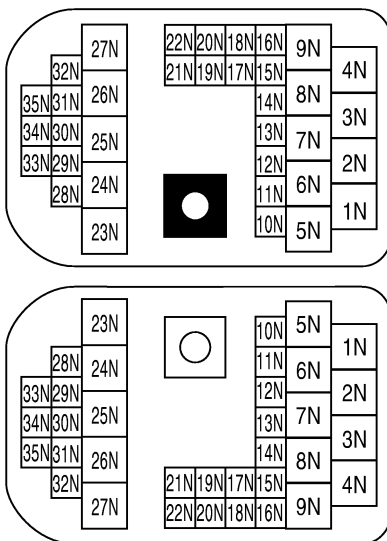 27N 22N 20N 18N 16N 9N
32N 21N 19N 17N 15N 4N
35N 31N 26N 14N 8N
34N 30N 25N 13N 7N 3N
33N 29N 24N 12N 6N 2N
28N 11N
23N 10N 5N 1N
23N 10N 5N
28N 24N 11N 6N 1N
33N 29N 12N 2N
34N 30N 25N 13N 7N
35N 31N 26N 14N 8N 3N
32N 21N 19N 17N 15N 4N
27N 22N 20N 18N 16N 9N